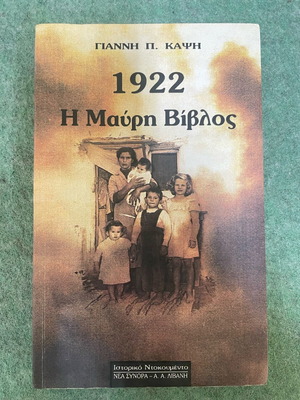 ΓΙΑΝΝΗ Π. ΚΑΨΗ
1922
Η Μαύρη Βίβλος
Ιστορικό Ντοκουμέντο
ΝΕΑ ΣΥΝΟΡΑ - Α. Α. ΛΙΒΑΝΗ